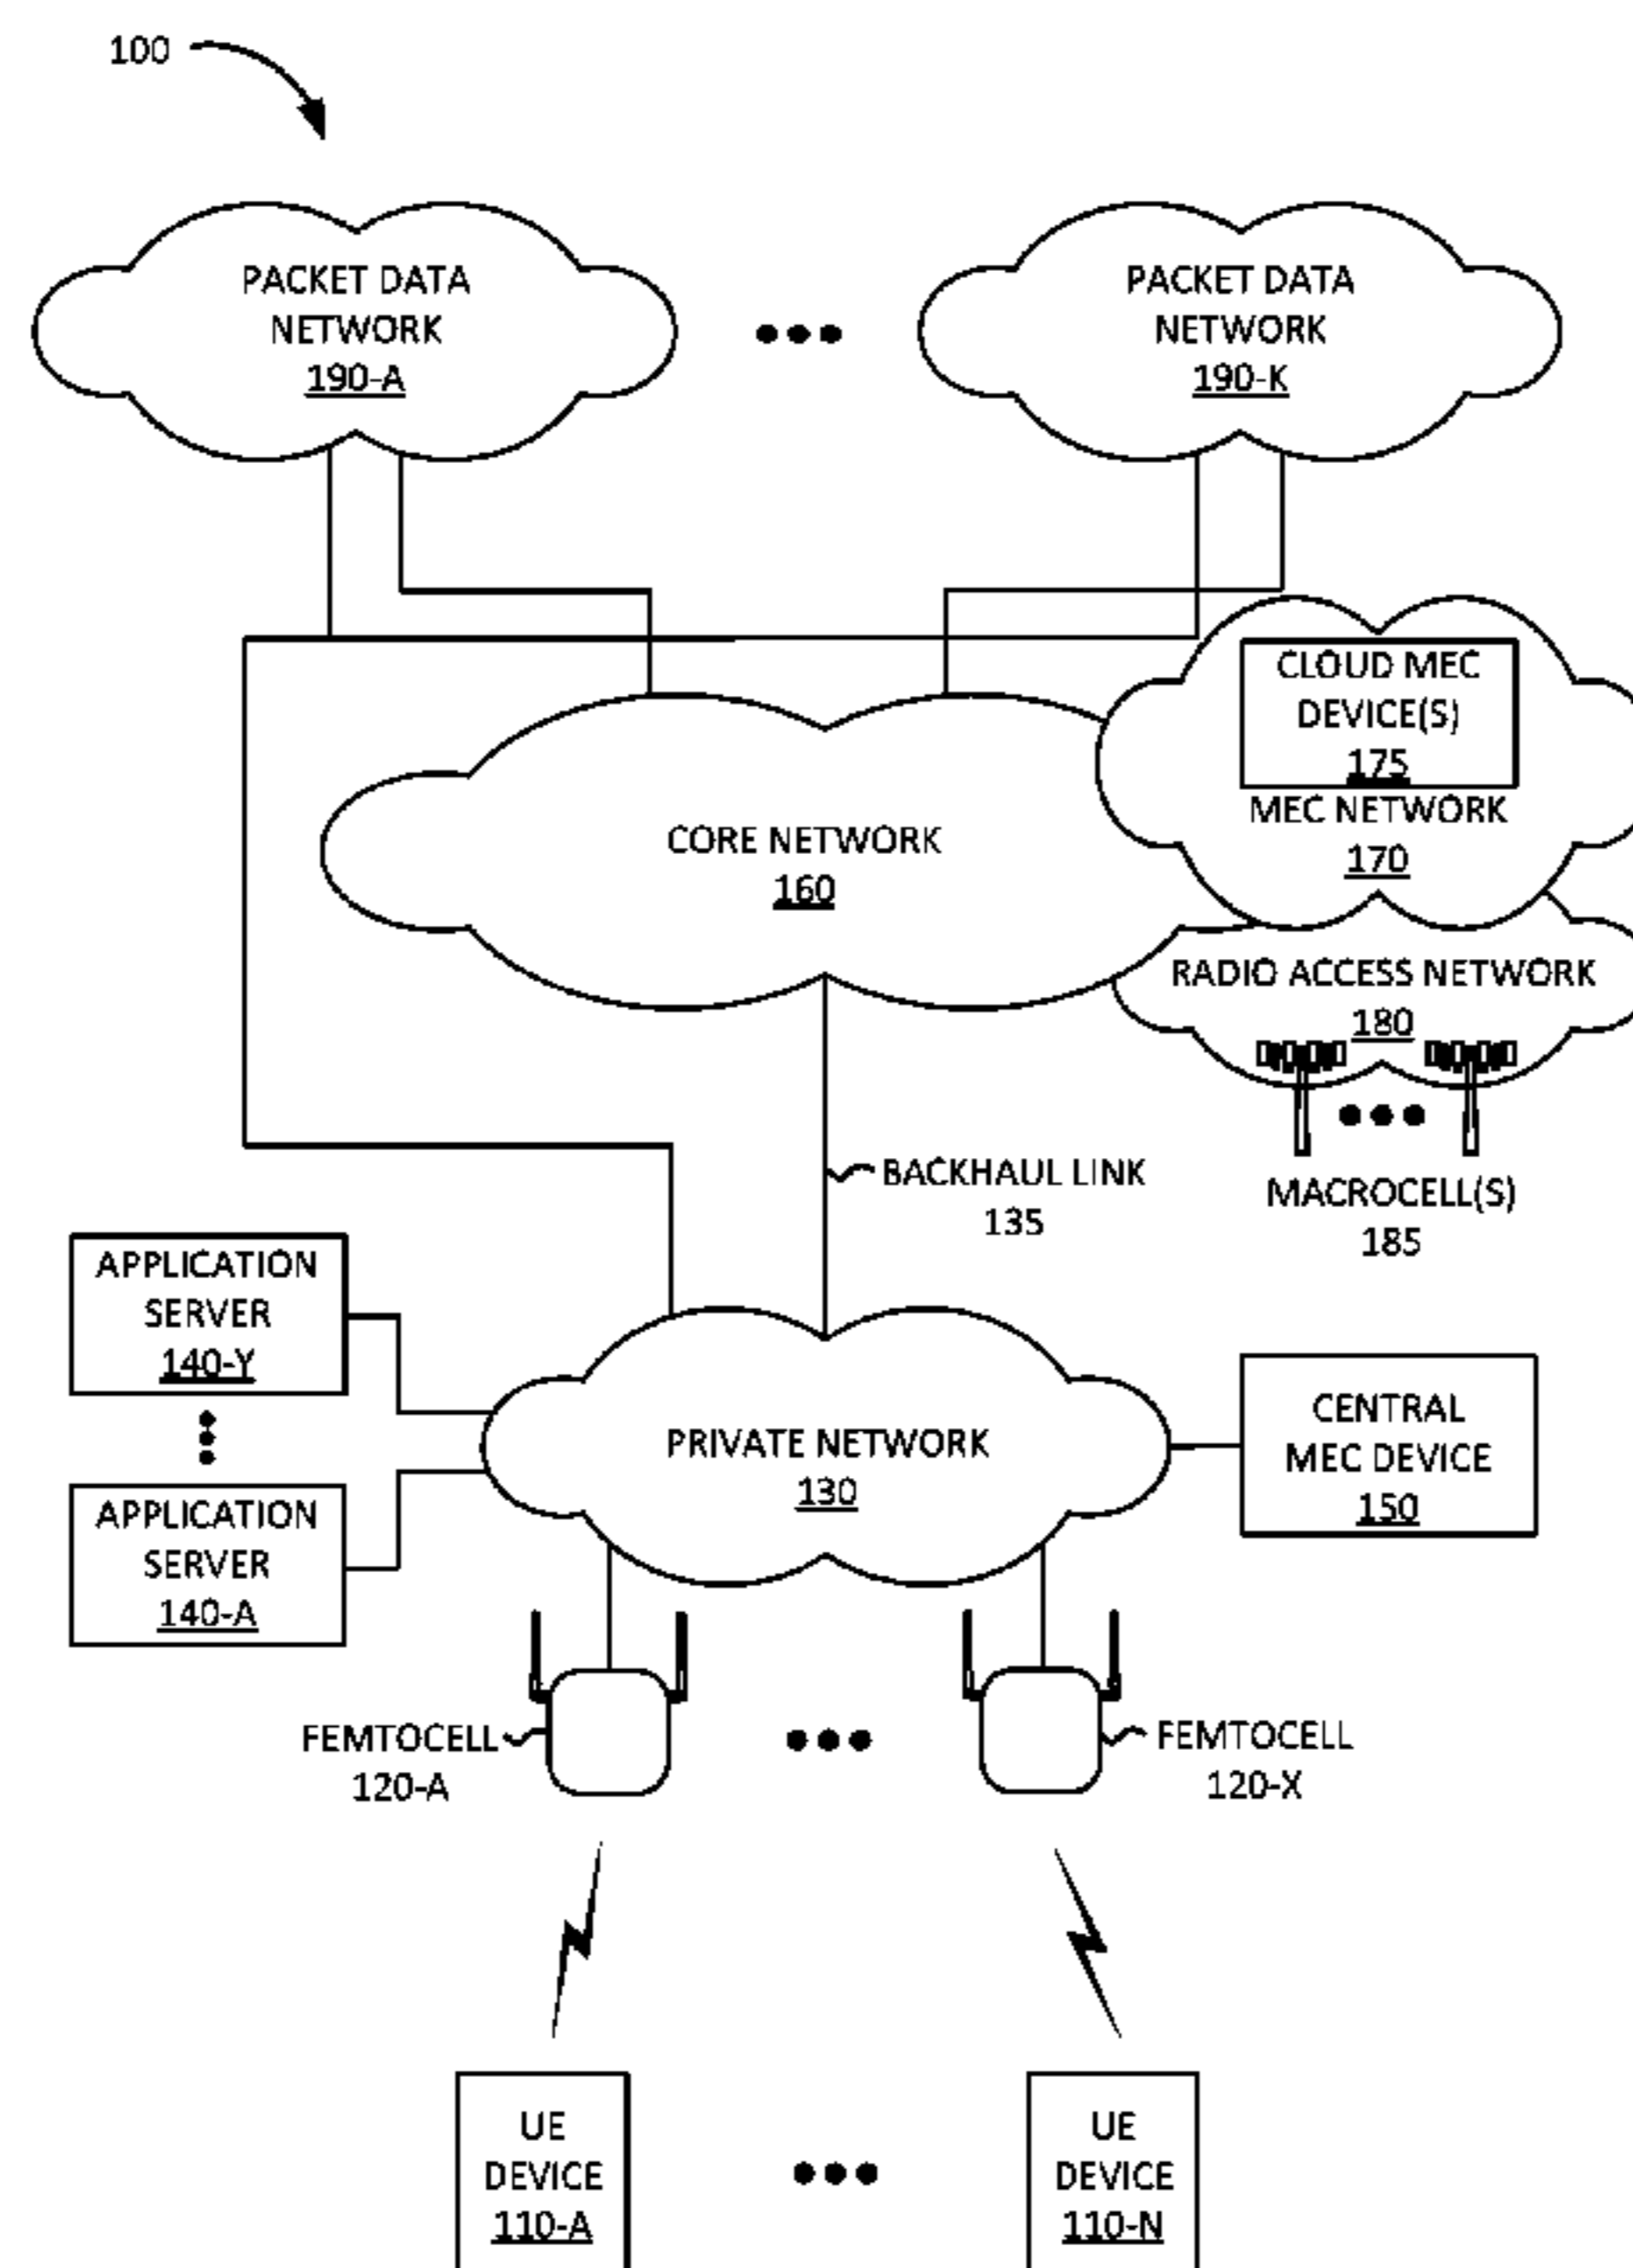 100
PACKET DATA
NETWORK
190-A
PACKET DATA
NETWORK
190-K
CLOUD MEC
DEVICE(S)
175
MEC NETWORK
170
CORE NETWORK
160
RADIO ACCESS NETWORK
180
BACKHAUL LINK
135
MACROCELL(S)
185
APPLICATION
SERVER
140-Y
APPLICATION
SERVER
140-A
PRIVATE NETWORK
130
CENTRAL
MEC DEVICE
150
FEMTOCELL
120-A
FEMTOCELL
120-X
UE
DEVICE
110-A
UE
DEVICE
110-N